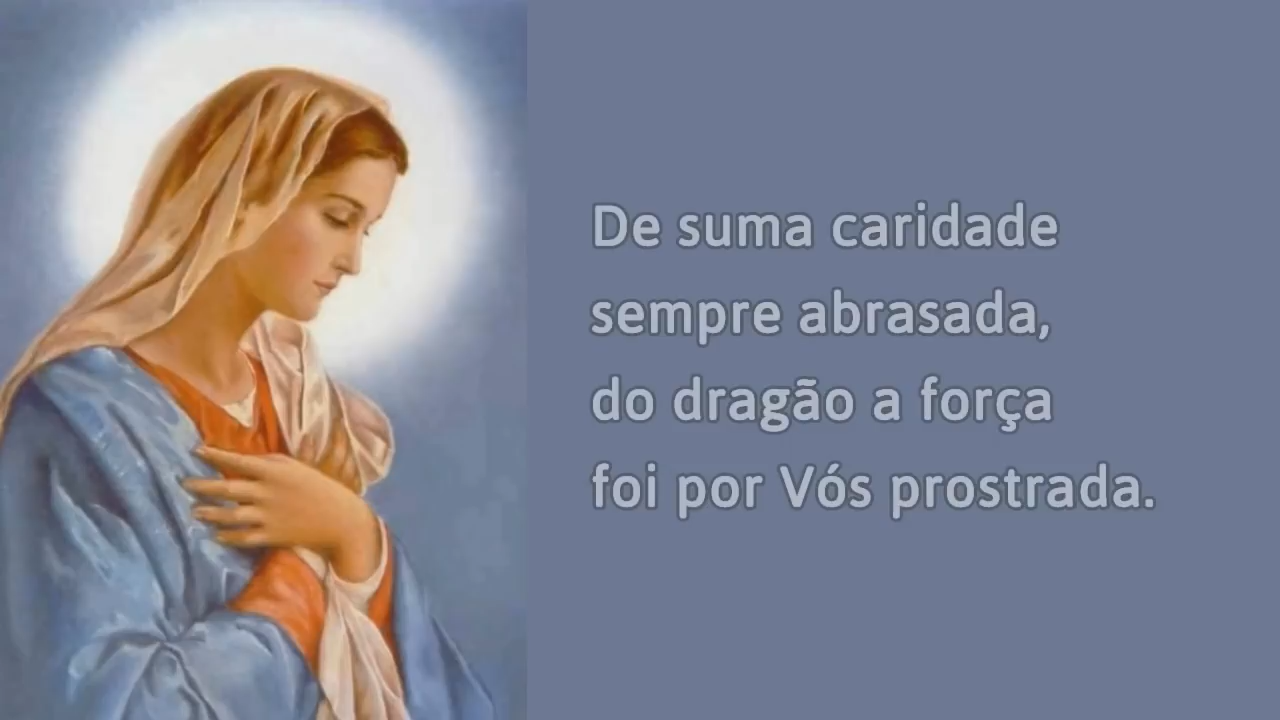 De suma caridade
sempre abrasada,
do dragão a força
foi por Vós prostrada.